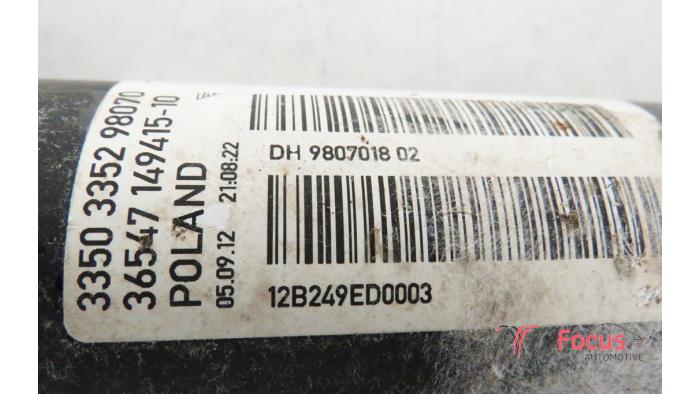 3350 3352 98070
36547 149415-10
POLAND
05.09.12 21:08:22
DH 9807018 02
12B249ED0003
Focus
AUTOMOTIVE